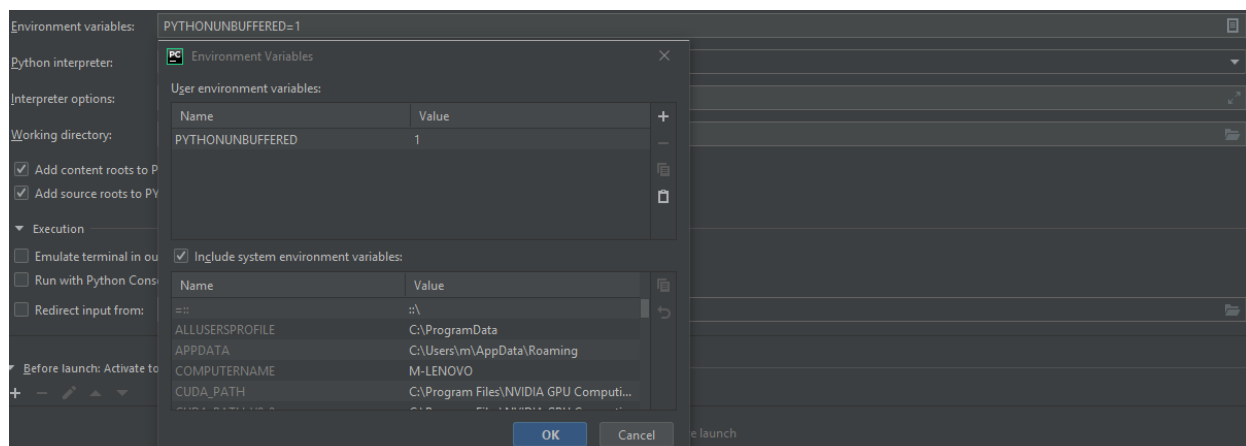 Environment variables: PYTHONUNBUFFERED=1
PC Environment Variables
Python interpreter:
User environment variables:
Interpreter options:
Name Value
PYTHONUNBUFFERED 1
Working directory:
Add content roots to P
Add source roots to PY
Execution
Emulate terminal in ou
Include system environment variables:
Run with Python Cons
Name Value
Redirect input from:
=:: ::\
ALLUSERSPROFILE C:\ProgramData
APPDATA C:\Users\m\AppData\Roaming
Before launch: Activate to
COMPUTERNAME M-LENOVO
CUDA_PATH C:\Program Files\NVIDIA GPU Computi...
OK Cancel
e launch